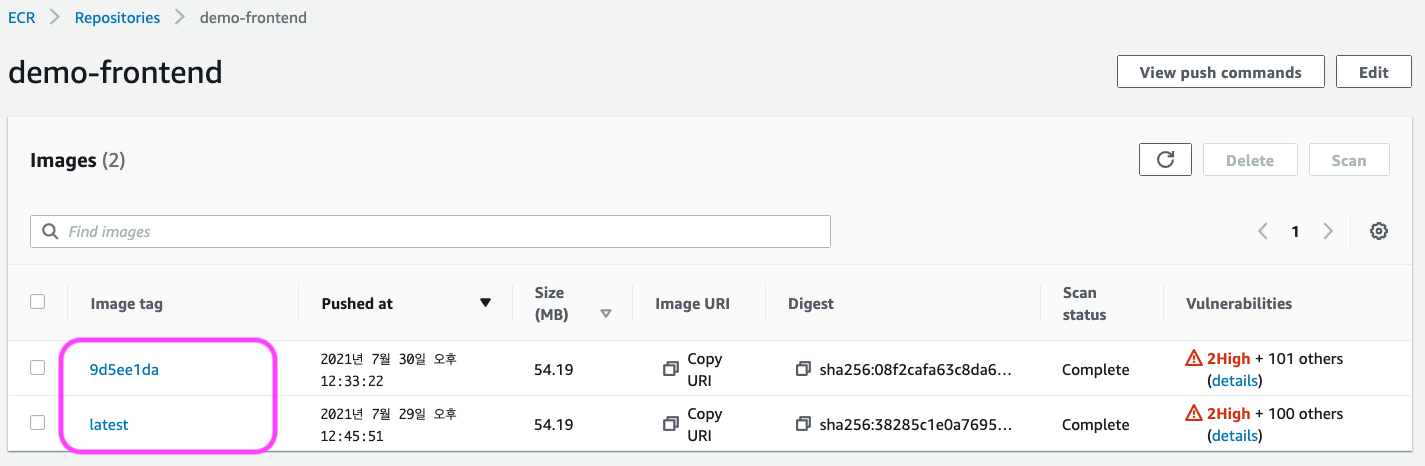 ECR > Repositories > demo-frontend
demo-frontend
View push commands
Edit
Images (2)
Delete
Scan
Find images
1
Image tag
Pushed at
Size
(MB)
Image URI
Digest
Scan
status
Vulnerabilities
9d5ee1da
2021년 7월 30일 오후
12:33:22
54.19
Copy
URI
sha256:08f2cafa63c8da6...
Complete
2High + 101 others
(details)
latest
2021년 7월 29일 오후
12:45:51
54.19
Copy
URI
sha256:38285c1e0a7695...
Complete
2High + 100 others
(details)